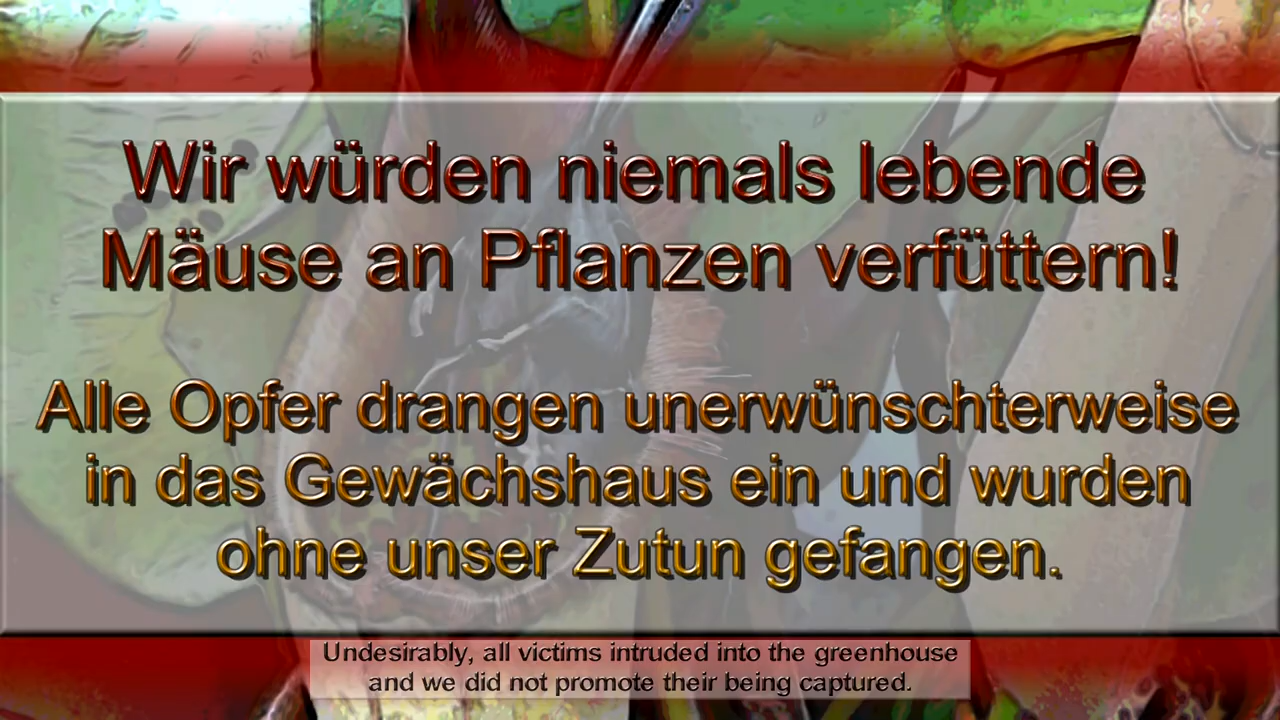 Wir würden niemals lebende
Mäuse an Pflanzen verfüttern!
Alle Opfer drangen unerwünschterweise
in das Gewächshaus ein und wurden
ohne unser Zutun gefangen.
Undesirably, all victims intruded into the greenhouse
and we did not promote their being captured.